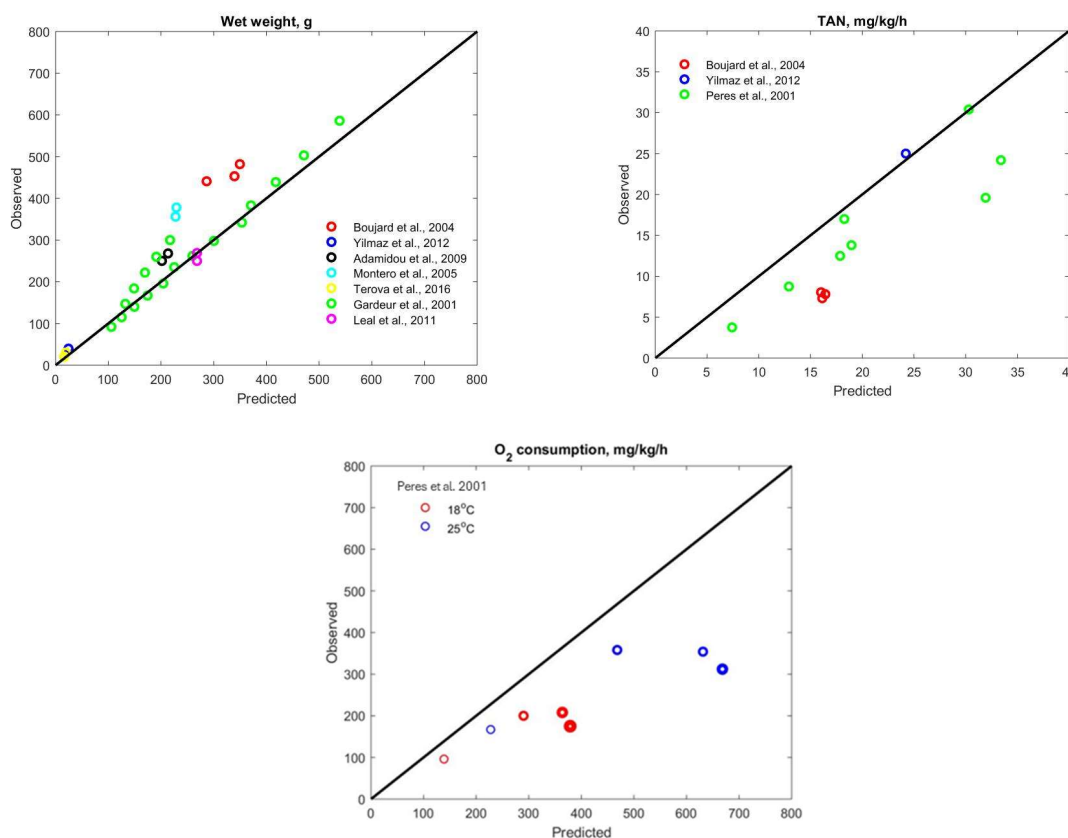 Wet weight, g
800
700
600
500
400
300
200
100
0
Observed
Boujard et al., 2004
Yilmaz et al., 2012
Adamidou et al., 2009
Montero et al., 2005
Terova et al., 2016
Gardeur et al., 2001
Leal et al., 2011
0 100 200 300 400 500 600 700 800
Predicted
TAN, mg/kg/h
40
35
30
25
20
15
10
5
0
Observed
Boujard et al., 2004
Yilmaz et al., 2012
Peres et al., 2001
0 5 10 15 20 25 30 35 40
Predicted
O2 consumption, mg/kg/h
800
700
600
500
400
300
200
100
0
Observed
Peres et al. 2001
18°C
25°C
0 100 200 300 400 500 600 700 800
Predicted